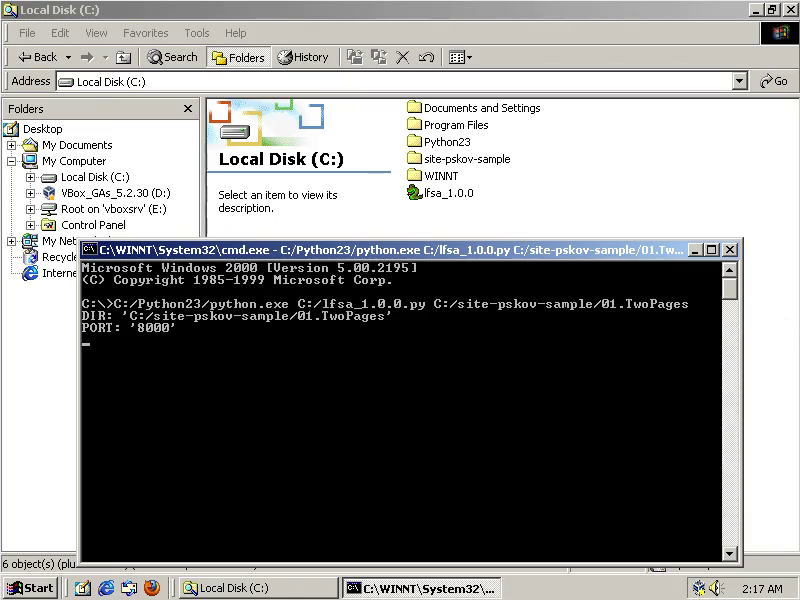 Local Disk (C:)
File Edit View Favorites Tools Help
Back Search Folders History
Address Local Disk (C:) Go
Folders
Desktop
My Documents
My Computer
Local Disk (C:)
VBox_GAs_5.2.30 (D:)
Root on 'vboxsrv' (E:)
Control Panel
My Net
Recycle
Interne
Local Disk (C:)
Select an item to view its
description.
Documents and Settings
Program Files
Python23
site-pskov-sample
WINNT
lfsa_1.0.0
C:\WINNT\System32\cmd.exe - C:/Python23/python.exe C:/lfsa_1.0.0.py C:/site-pskov-sample/01.Tw...
Microsoft Windows 2000 [Version 5.00.2195]
(C) Copyright 1985-1999 Microsoft Corp.
C:\>C:/Python23/python.exe C:/lfsa_1.0.0.py C:/site-pskov-sample/01.TwoPages
DIR: 'C:/site-pskov-sample/01.TwoPages'
PORT: '8000'
6 object(s) (plu
Start Local Disk (C:) C:\WINNT\System32\... 2:17 AM